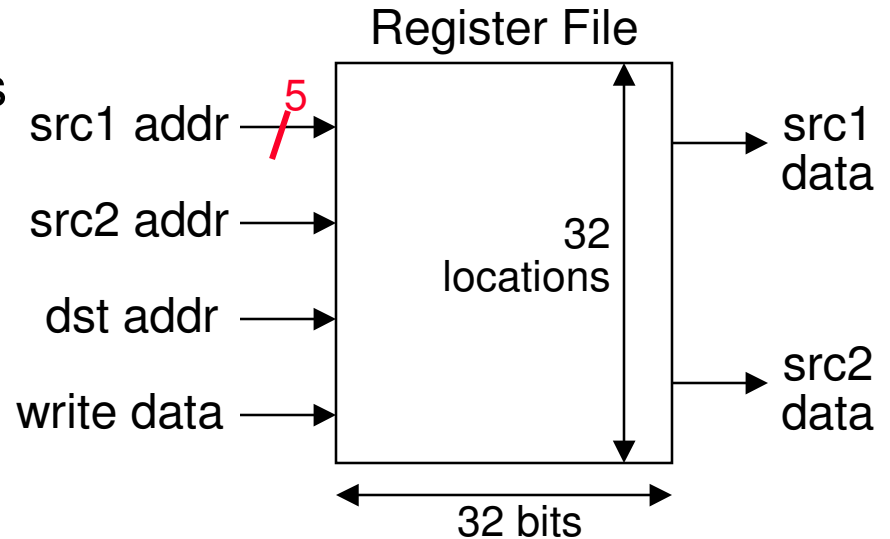 Register File
s
5
src1 addr
src1
data
src2 addr
32
locations
dst addr
src2
data
write data
32 bits